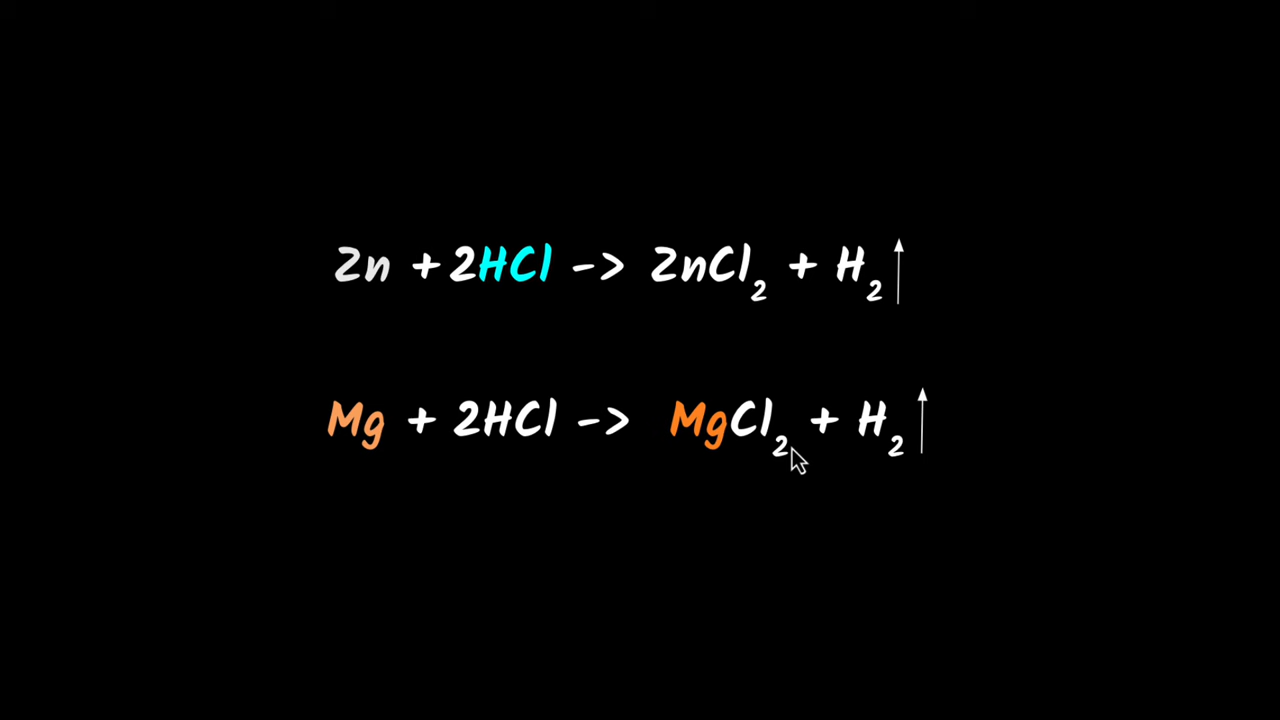 Zn + 2HCl -> ZnCl₂ + H₂↑
Mg + 2HCl -> MgCl₂ + H₂↑